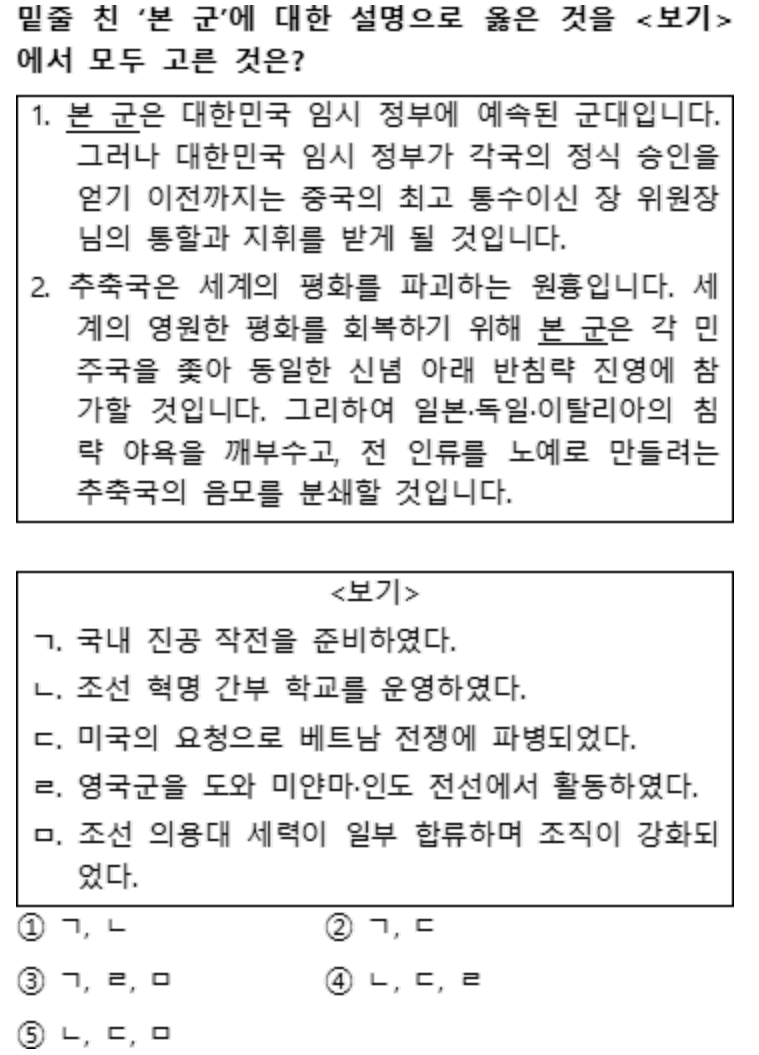 밑줄 친 '본 군'에 대한 설명으로 옳은 것을 <보기>
에서 모두 고른 것은?
1. 본 군은 대한민국 임시 정부에 예속된 군대입니다.
그러나 대한민국 임시 정부가 각국의 정식 승인을
얻기 이전까지는 중국의 최고 통수이신 장 위원장
님의 통할과 지휘를 받게 될 것입니다.
2. 추축국은 세계의 평화를 파괴하는 원흉입니다. 세
계의 영원한 평화를 회복하기 위해 본 군은 각 민
주국을 좇아 동일한 신념 아래 반침략 진영에 참
가할 것입니다. 그리하여 일본·독일·이탈리아의 침
략 야욕을 깨부수고, 전 인류를 노예로 만들려는
추축국의 음모를 분쇄할 것입니다.
<보기>
ㄱ. 국내 진공 작전을 준비하였다.
ㄴ. 조선 혁명 간부 학교를 운영하였다.
ㄷ. 미국의 요청으로 베트남 전쟁에 파병되었다.
ㄹ. 영국군을 도와 미얀마·인도 전선에서 활동하였다.
ㅁ. 조선 의용대 세력이 일부 합류하며 조직이 강화되
었다.
① ㄱ, ㄴ ② ㄱ, ㄷ
③ ㄱ, ㄹ, ㅁ ④ ㄴ, ㄷ, ㄹ
⑤ ㄴ, ㄷ, ㅁ